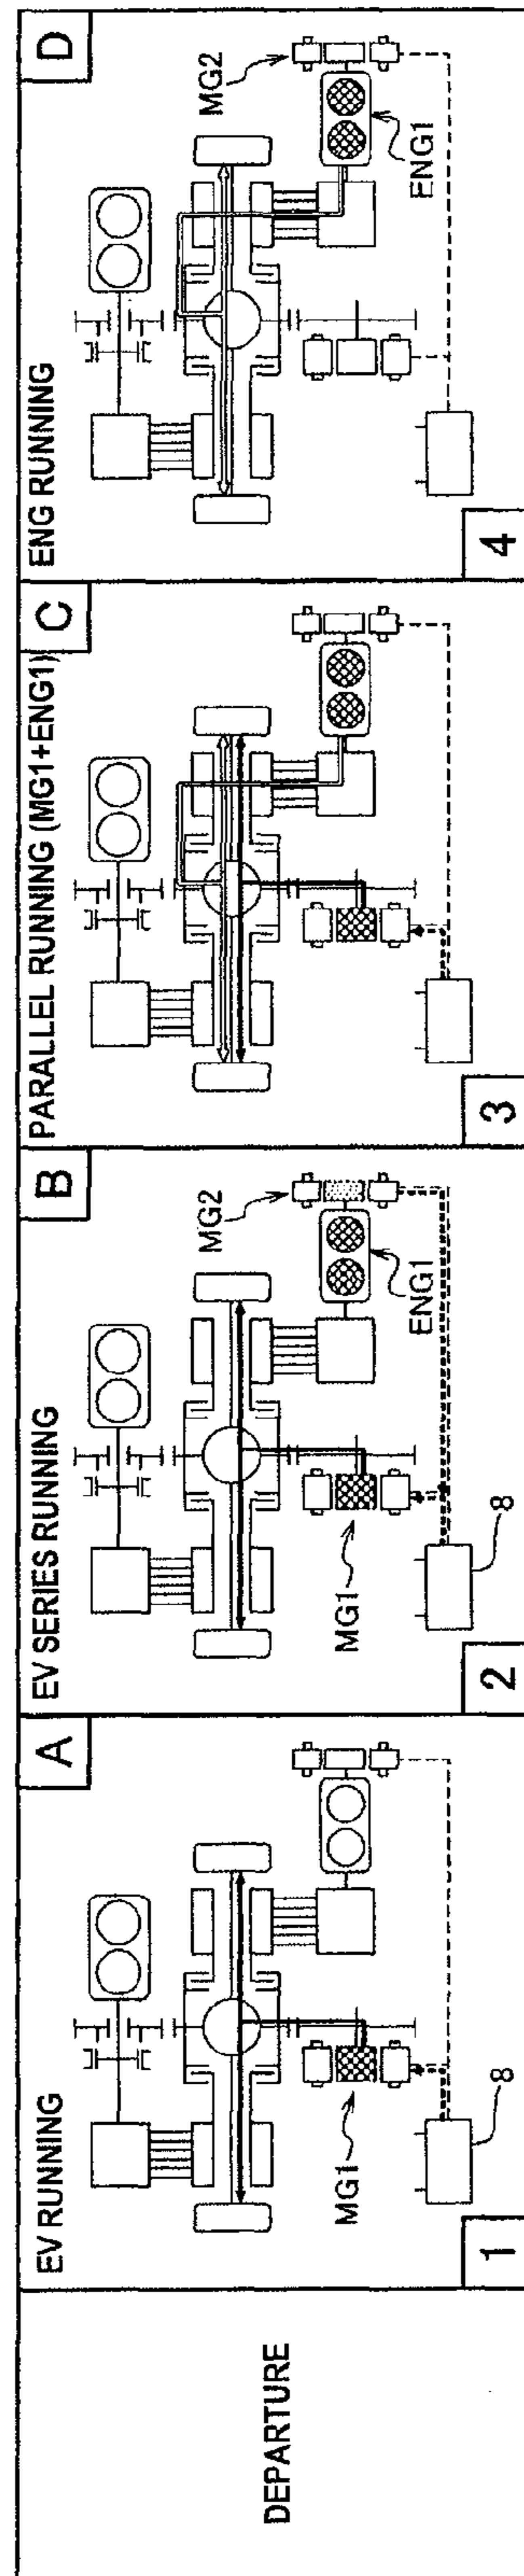 DEPARTURE
EV RUNNING
A
MG1
8
1
EV SERIES RUNNING
B
MG2
ENG1
MG1
8
2
PARALLEL RUNNING (MG1+ENG1)
C
3
ENG RUNNING
D
MG2
ENG1
4